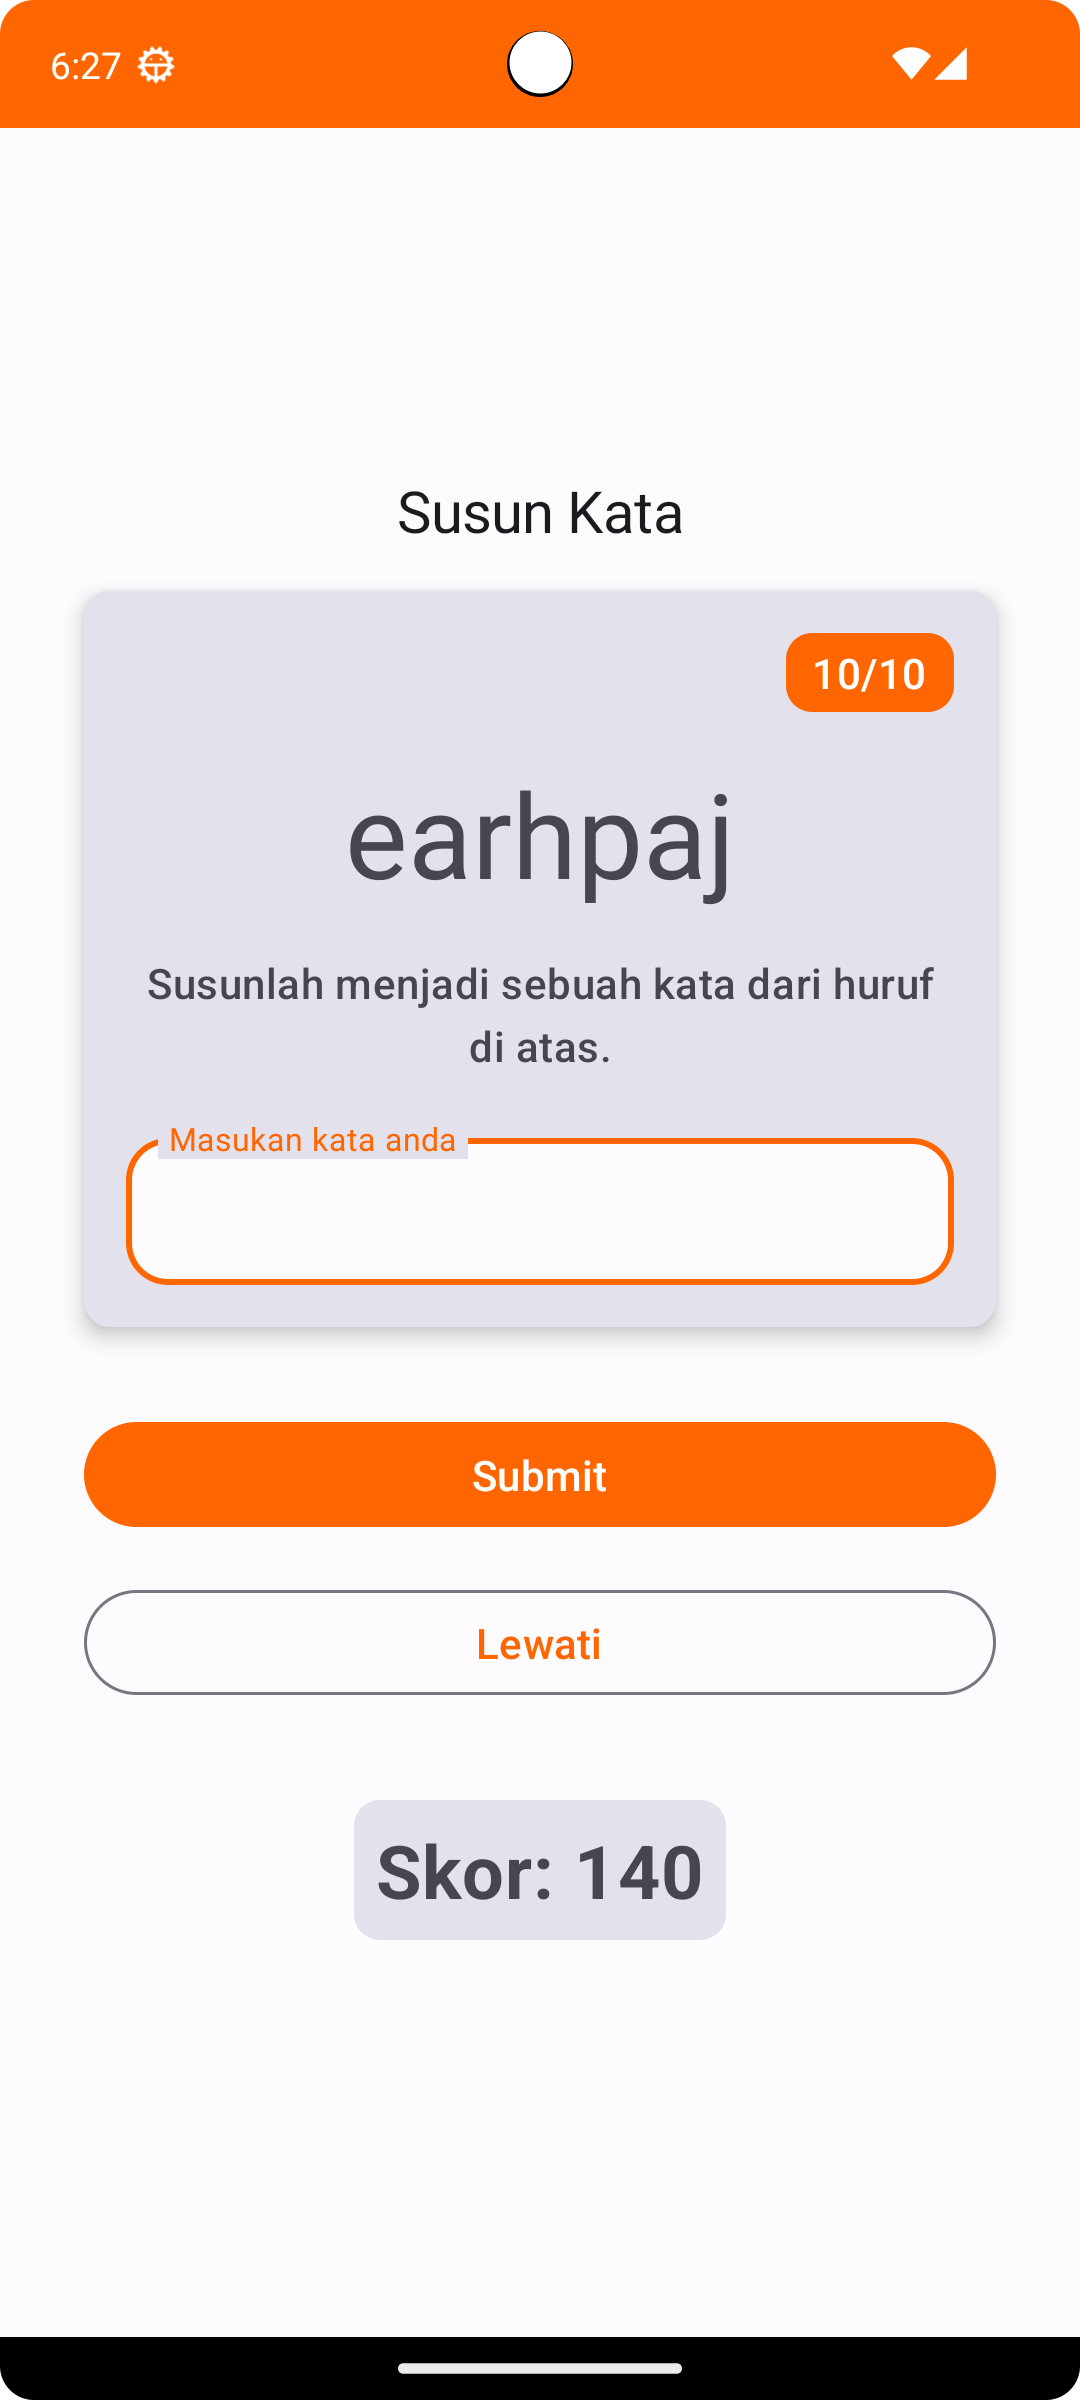 6:27
Susun Kata
10/10
earhpaj
Susunlah menjadi sebuah kata dari huruf
di atas.
Masukan kata anda
Submit
Lewati
Skor: 140